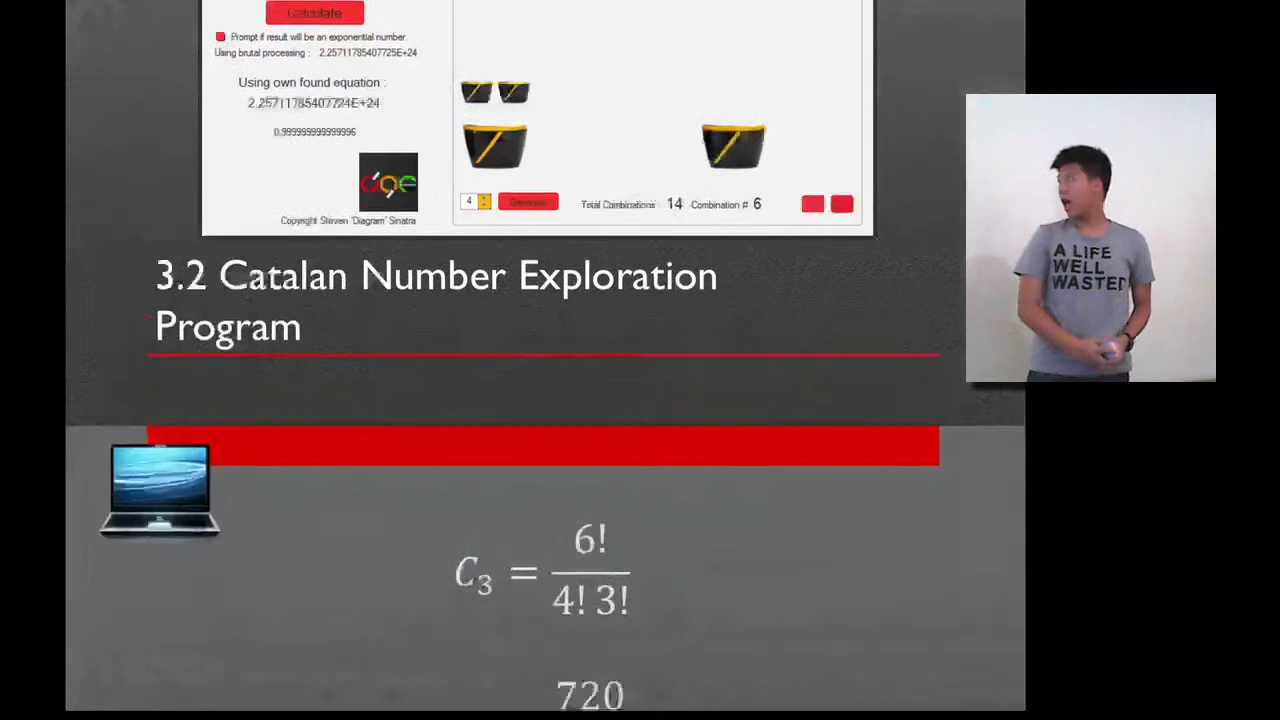 Calculate
Prompt if result will be an exponential number.
Using brutal processing : 2.25711785407725E+24
Using own found equation :
2.25711785407724E+24
0.999999999999996
dge
Copyright Steven 'Diagram' Sinatra
4 Generate Total Combinations : 14 Combination # 6
3.2 Catalan Number Exploration
Program
A LIFE
WELL
WASTED
C₃ = 6! / 4! 3!
720